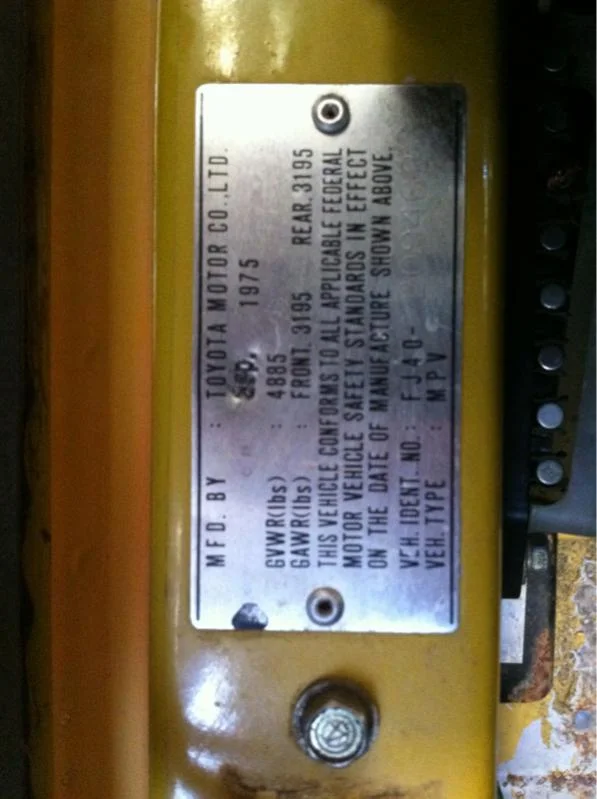 MFD. BY : TOYOTA MOTOR CO.,LTD.
1975
GVWR(lbs) : 4885
GAWR(lbs) : FRONT. 3195 REAR. 3195
THIS VEHICLE CONFORMS TO ALL APPLICABLE FEDERAL
MOTOR VEHICLE SAFETY STANDARDS IN EFFECT
ON THE DATE OF MANUFACTURE SHOWN ABOVE.
VEH. IDENT. NO. : FJ40-
VEH. TYPE : MPV